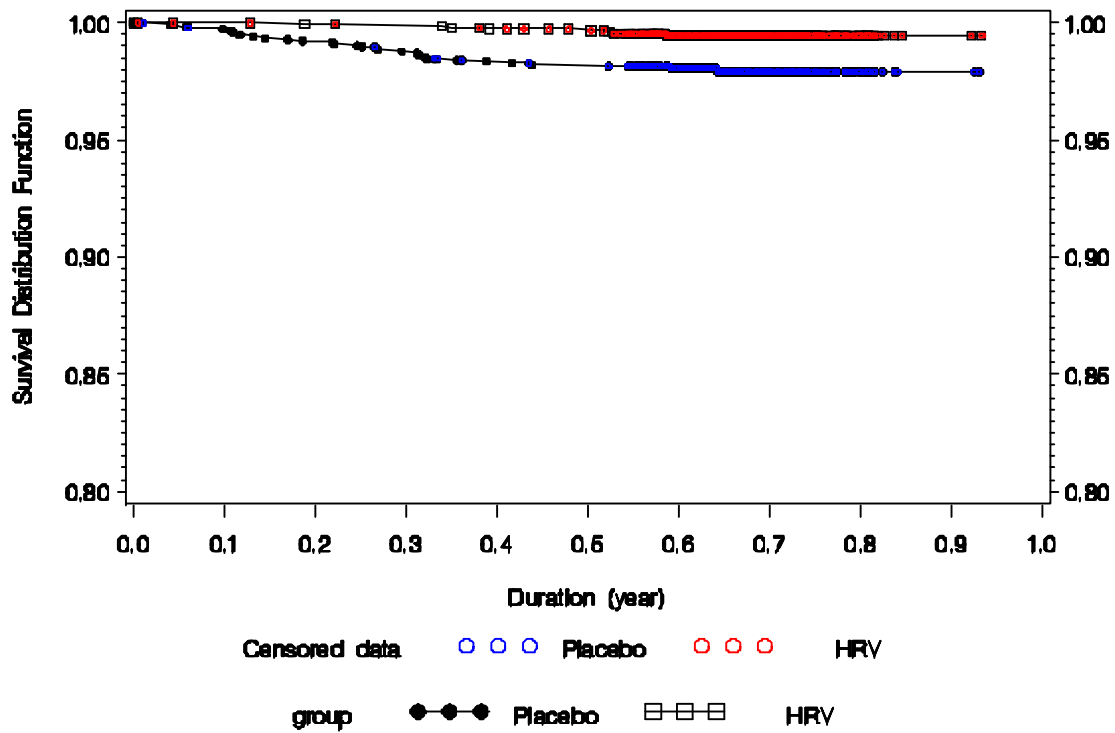 1.00 1.00
0.95 0.95
0.90 0.90
0.85 0.85
0.80 0.80
Survival Distribution Function
0.0 0.1 0.2 0.3 0.4 0.5 0.6 0.7 0.8 0.9 1.0
Duration (year)
Censored data Placebo HRV
group Placebo HRV